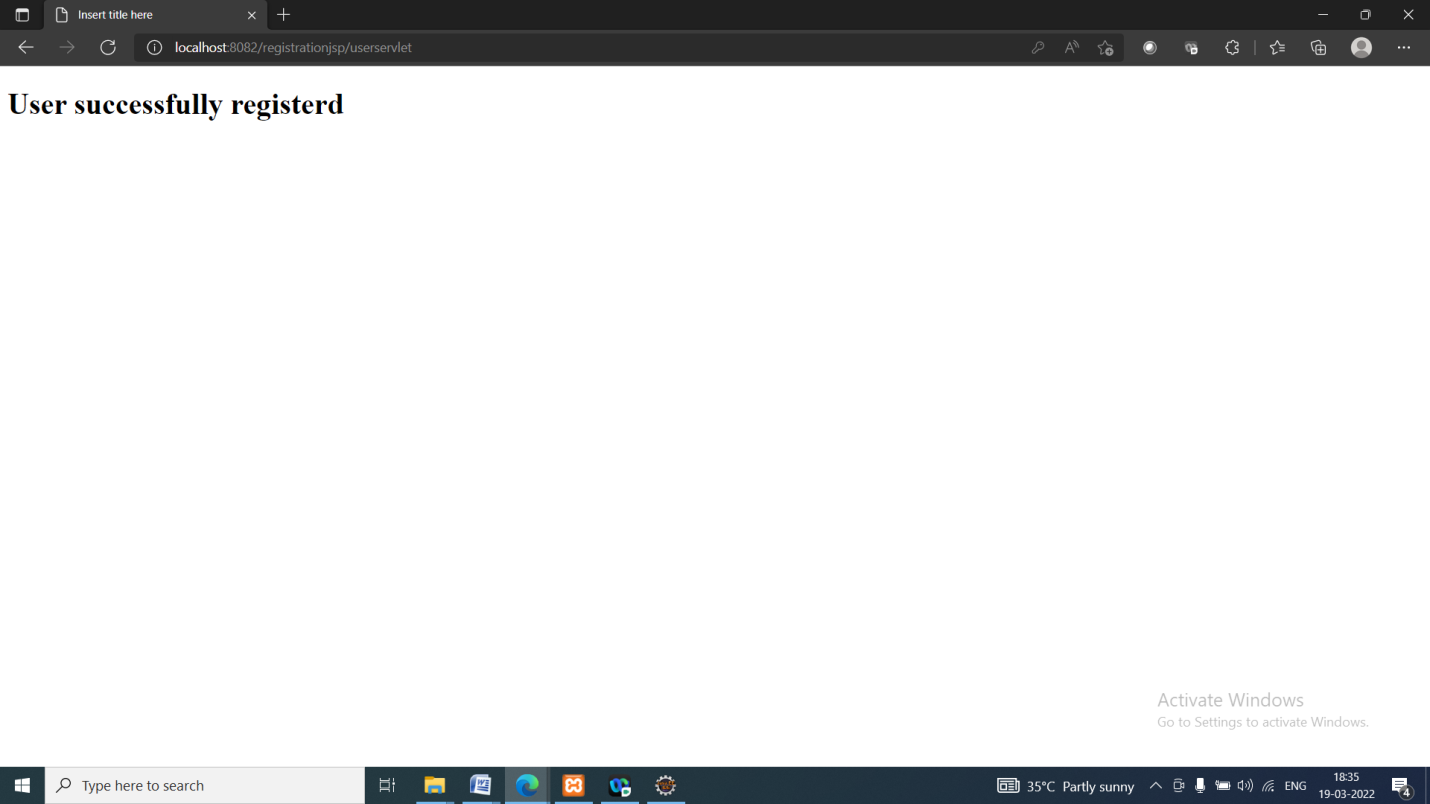 Insert title here
localhost:8082/registrationjsp/userservlet
User successfully registerd
Activate Windows
Go to Settings to activate Windows.
Type here to search
35°C Partly sunny
ENG
18:35
19-03-2022
4